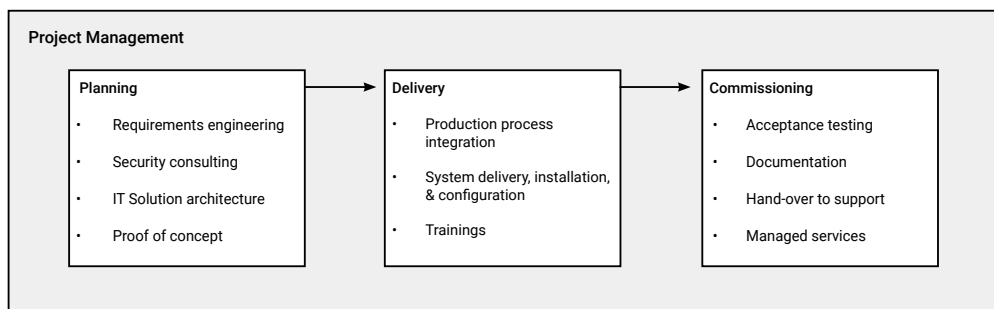 Project Management
Planning
• Requirements engineering
• Security consulting
• IT Solution architecture
• Proof of concept
Delivery
• Production process
integration
• System delivery, installation,
& configuration
• Trainings
Commissioning
• Acceptance testing
• Documentation
• Hand-over to support
• Managed services